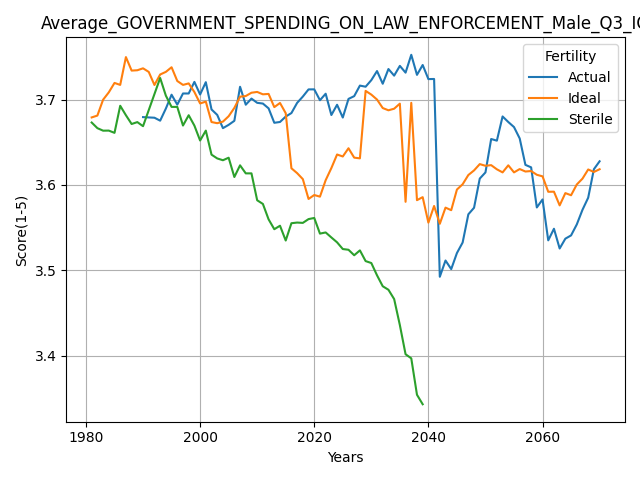 Average_GOVERNMENT_SPENDING_ON_LAW_ENFORCEMENT_Male_Q3_IQ
Fertility
Actual
Ideal
Sterile
Score(1-5)
3.7
3.6
3.5
3.4
1980 2000 2020 2040 2060
Years